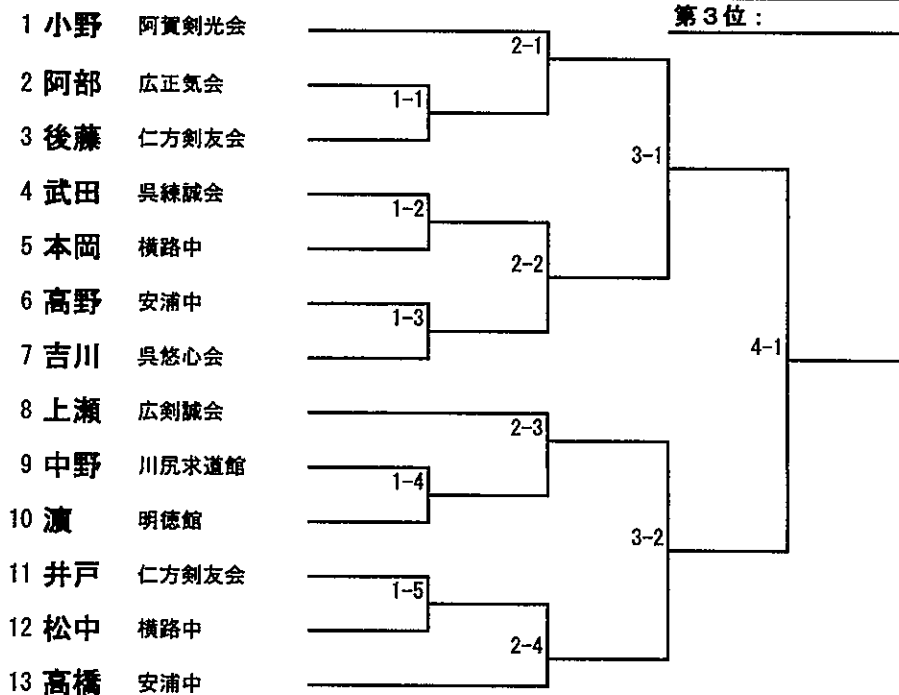 第3位：
1 小野 阿賀剣光会
2-1
2 阿部 広正気会
1-1
3 後藤 仁方剣友会
3-1
4 武田 呉練誠会
1-2
5 本岡 横路中
2-2
6 高野 安浦中
1-3
7 吉川 呉悠心会
4-1
8 上瀬 広剣誠会
2-3
9 中野 川尻求道館
1-4
10 濵 明徳館
3-2
11 井戸 仁方剣友会
1-5
12 松中 横路中
2-4
13 高橋 安浦中